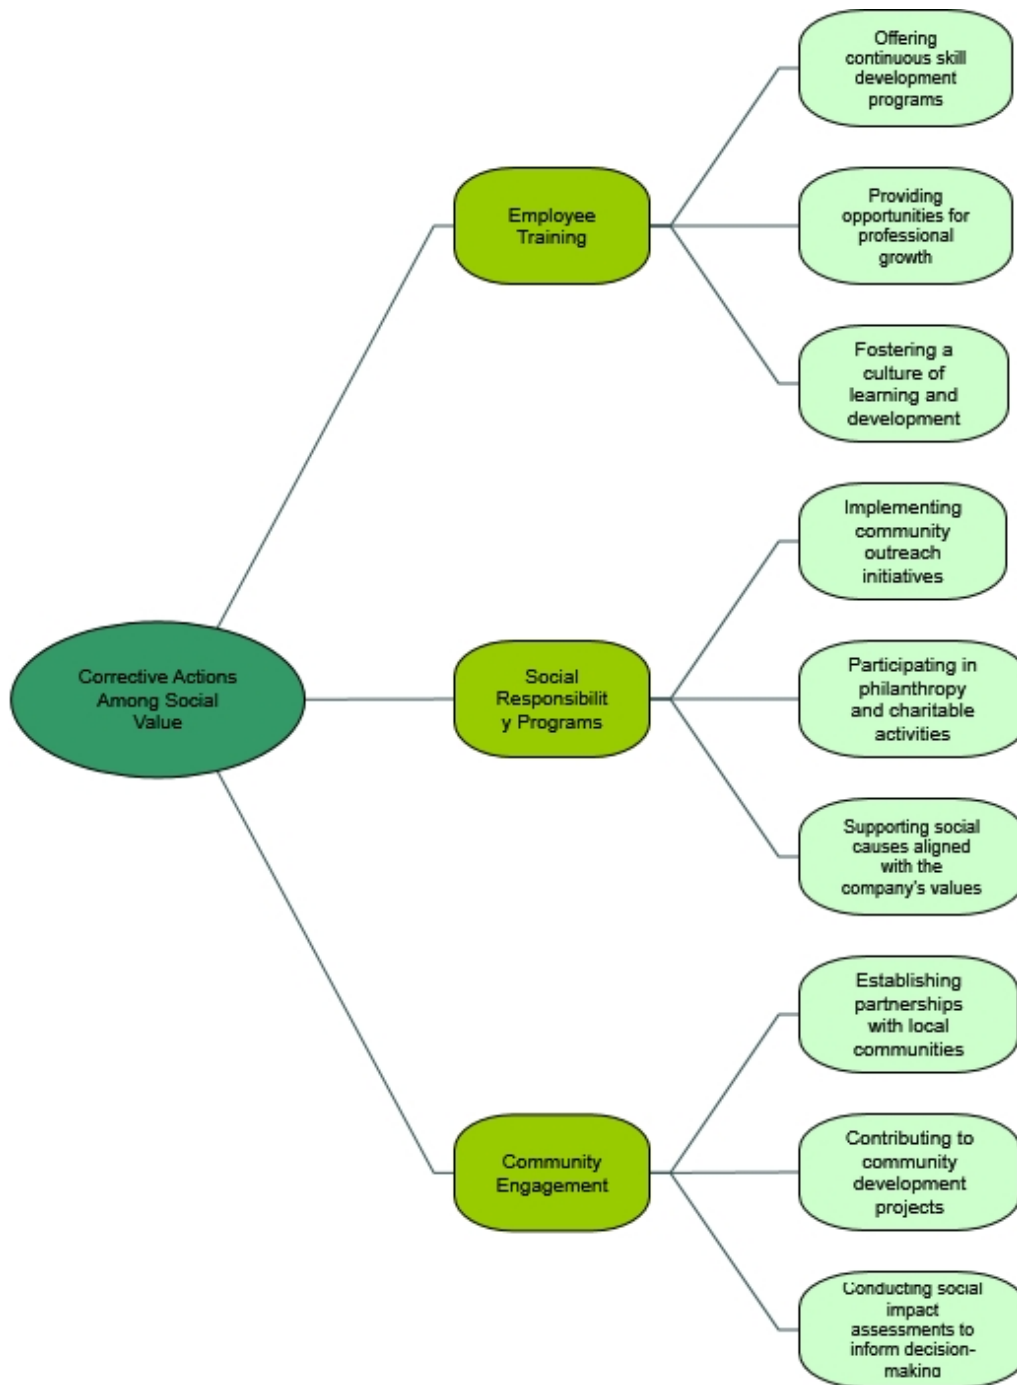 Offering
continuous skill
development
programs
Employee
Training
Providing
opportunities for
professional
growth
Fostering a
culture of
learning and
development
Implementing
community
outreach
initiatives
Corrective Actions
Among Social
Value
Social
Responsibilit
y Programs
Participating in
philanthropy
and charitable
activities
Supporting social
causes aligned
with the
company's values
Establishing
partnerships
with local
communities
Community
Engagement
Contributing to
community
development
projects
Conducting social
impact
assessments to
inform decision-
making